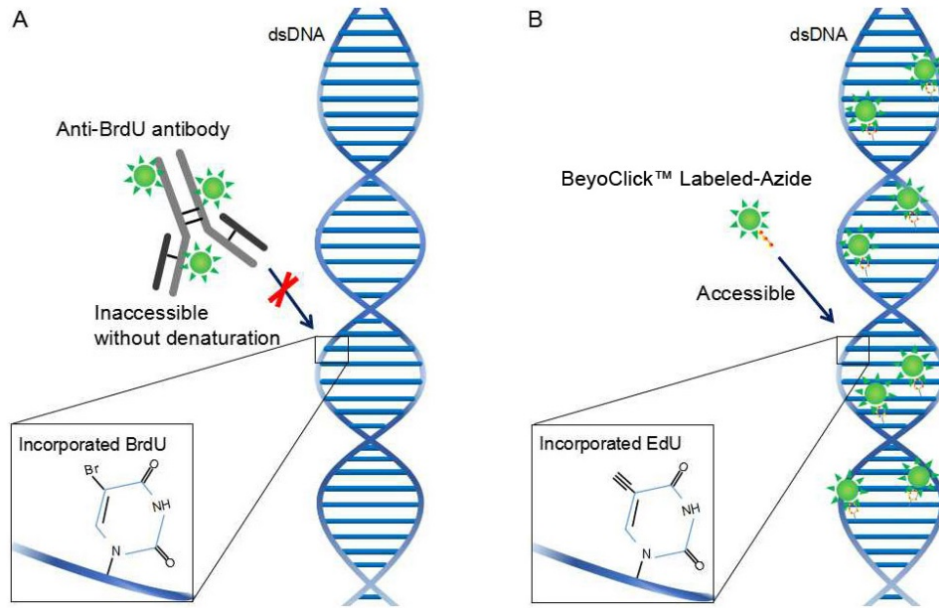 A
dsDNA
Anti-BrdU antibody
Inaccessible
without denaturation
Incorporated BrdU
Br
O
NH
N
O
B
dsDNA
BeyoClick™ Labeled-Azide
Accessible
Incorporated EdU
O
NH
N
O